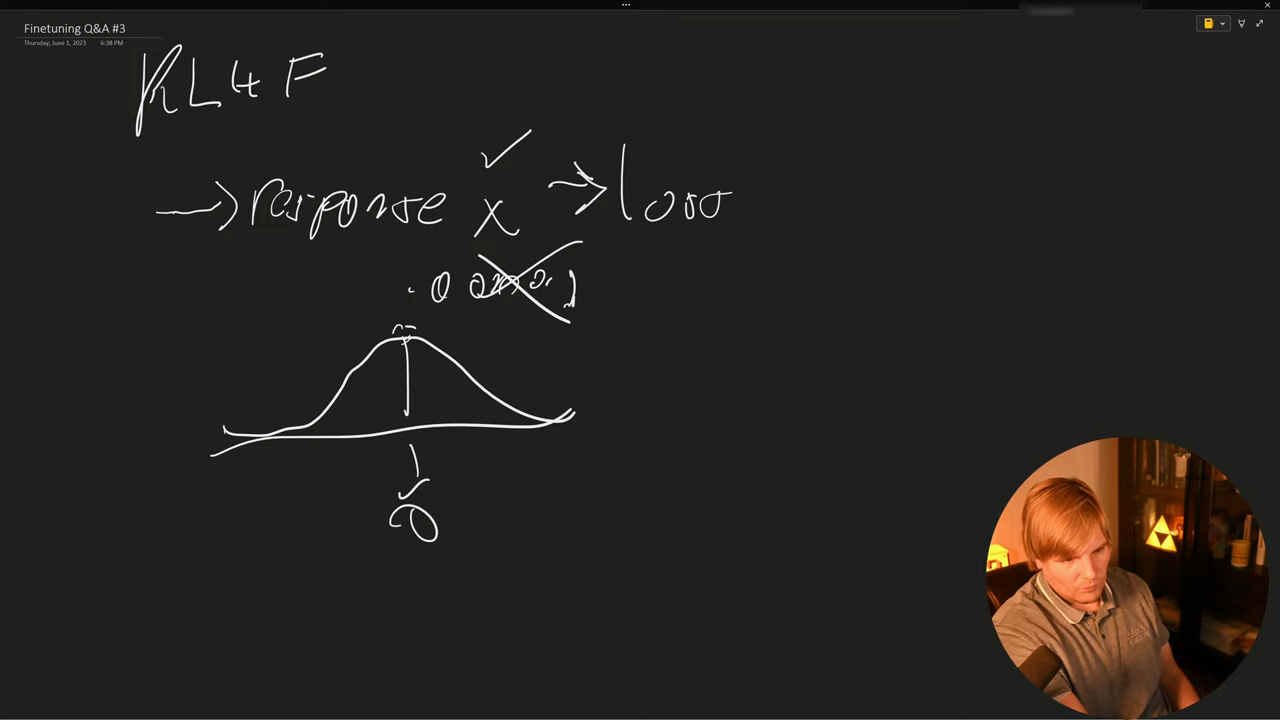 Finetuning Q&A #3
Thursday, June 1, 2023 6:38 PM
RLHF
→ response ✓ x → loss
0
0